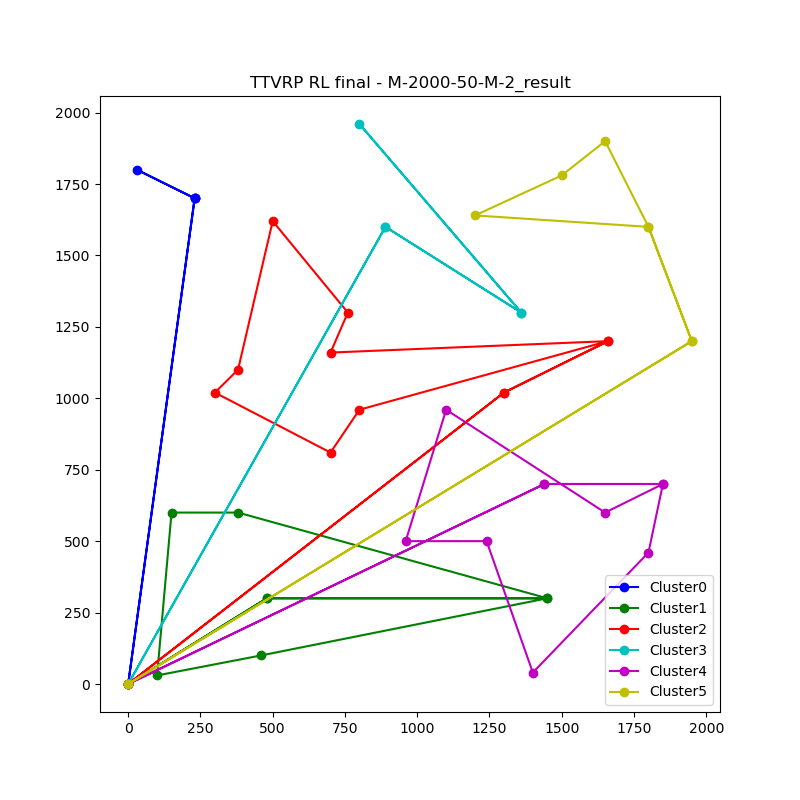 TTVRP RL final - M-2000-50-M-2_result
2000
1750
1500
1250
1000
750
500
250
0
0 250 500 750 1000 1250 1500 1750 2000
Cluster0
Cluster1
Cluster2
Cluster3
Cluster4
Cluster5